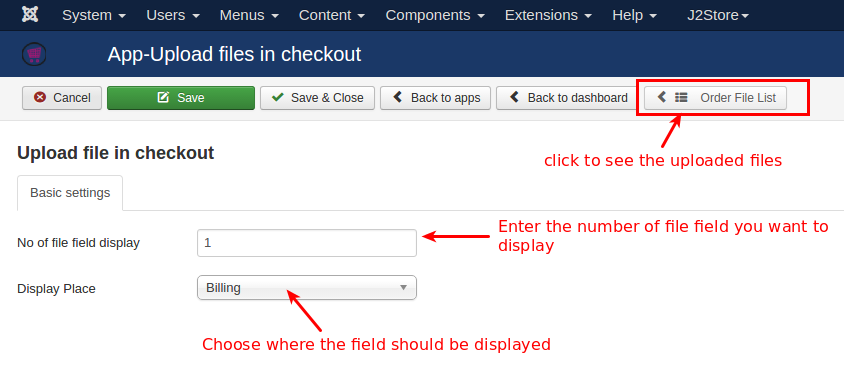 System Users Menus Content Components Extensions Help J2Store
App-Upload files in checkout
Cancel Save Save & Close Back to apps Back to dashboard Order File List
click to see the uploaded files
Upload file in checkout
Basic settings
Enter the number of file field you want to
No of file field display 1
display
Display Place Billing
Choose where the field should be displayed